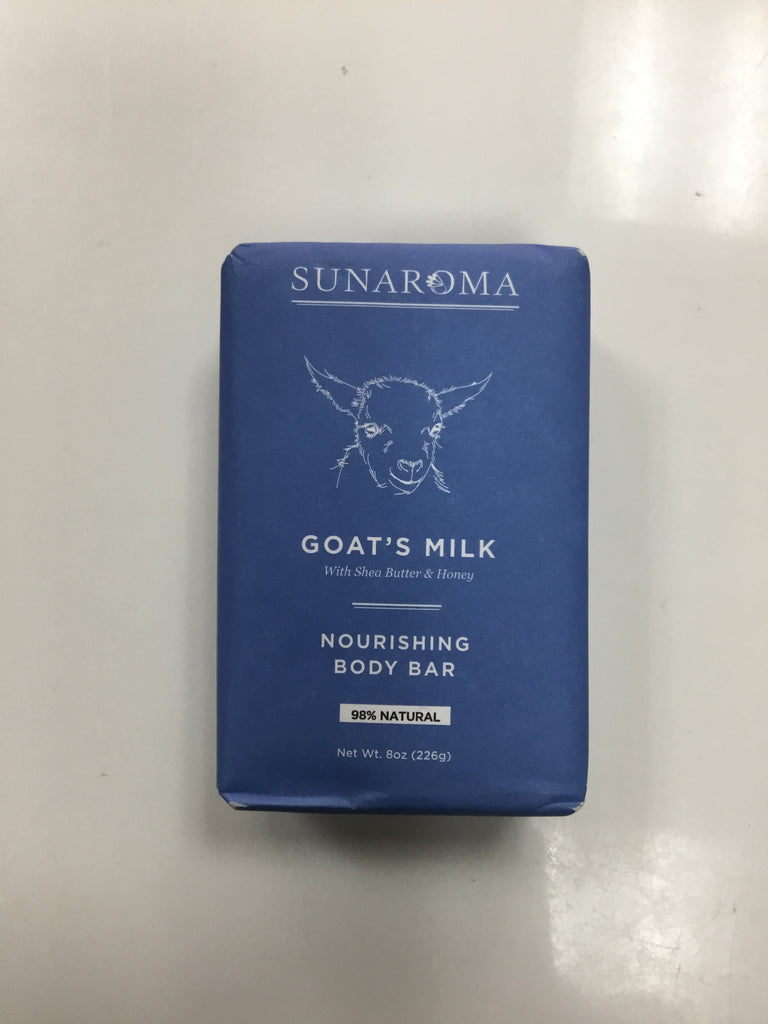 SUNAROMA
GOAT'S MILK
With Shea Butter & Honey
NOURISHING
BODY BAR
98% NATURAL
Net Wt. 8oz (226g)